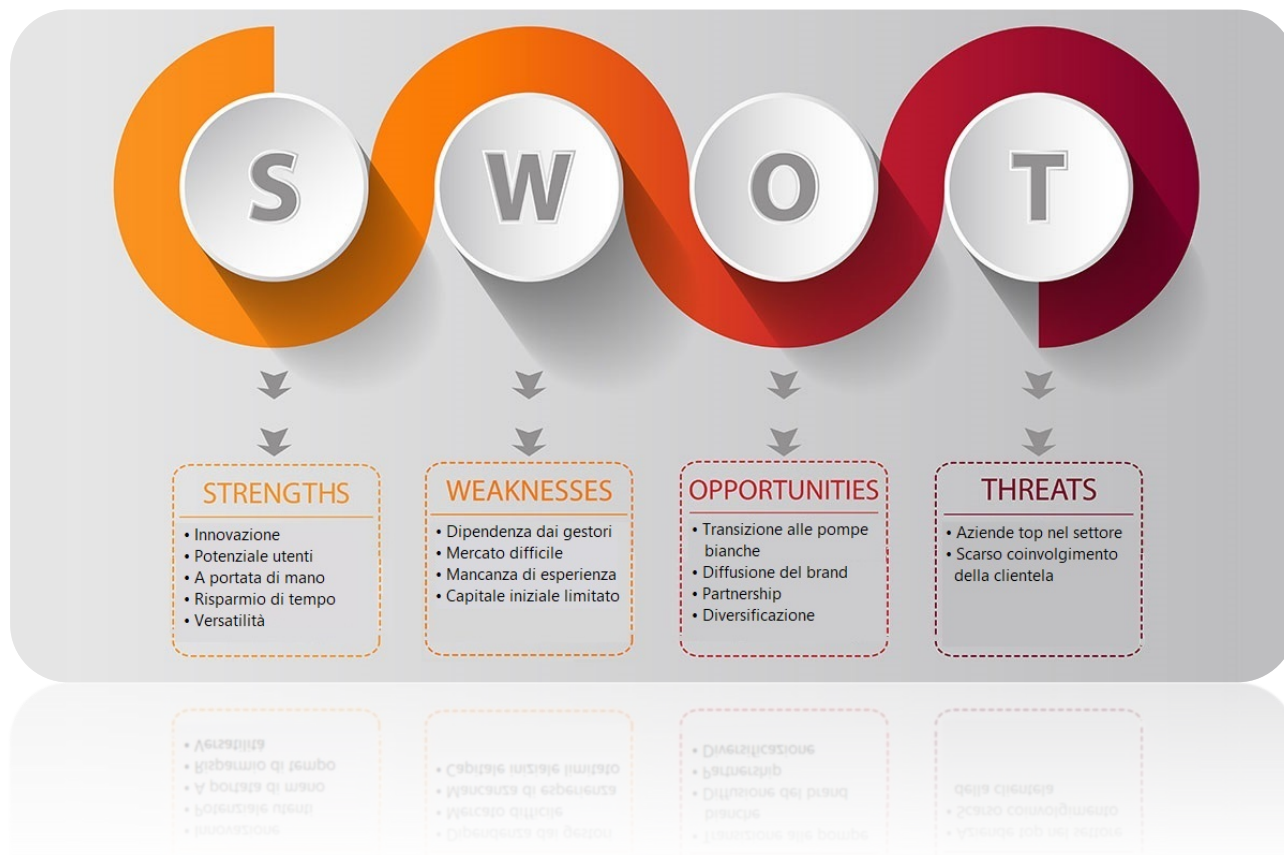 S W O T
STRENGTHS
• Innovazione
• Potenziale utenti
• A portata di mano
• Risparmio di tempo
• Versatilità
WEAKNESSES
• Dipendenza dai gestori
• Mercato difficile
• Mancanza di esperienza
• Capitale iniziale limitato
OPPORTUNITIES
• Transizione alle pompe
bianche
• Diffusione del brand
• Partnership
• Diversificazione
THREATS
• Aziende top nel settore
• Scarso coinvolgimento
della clientela